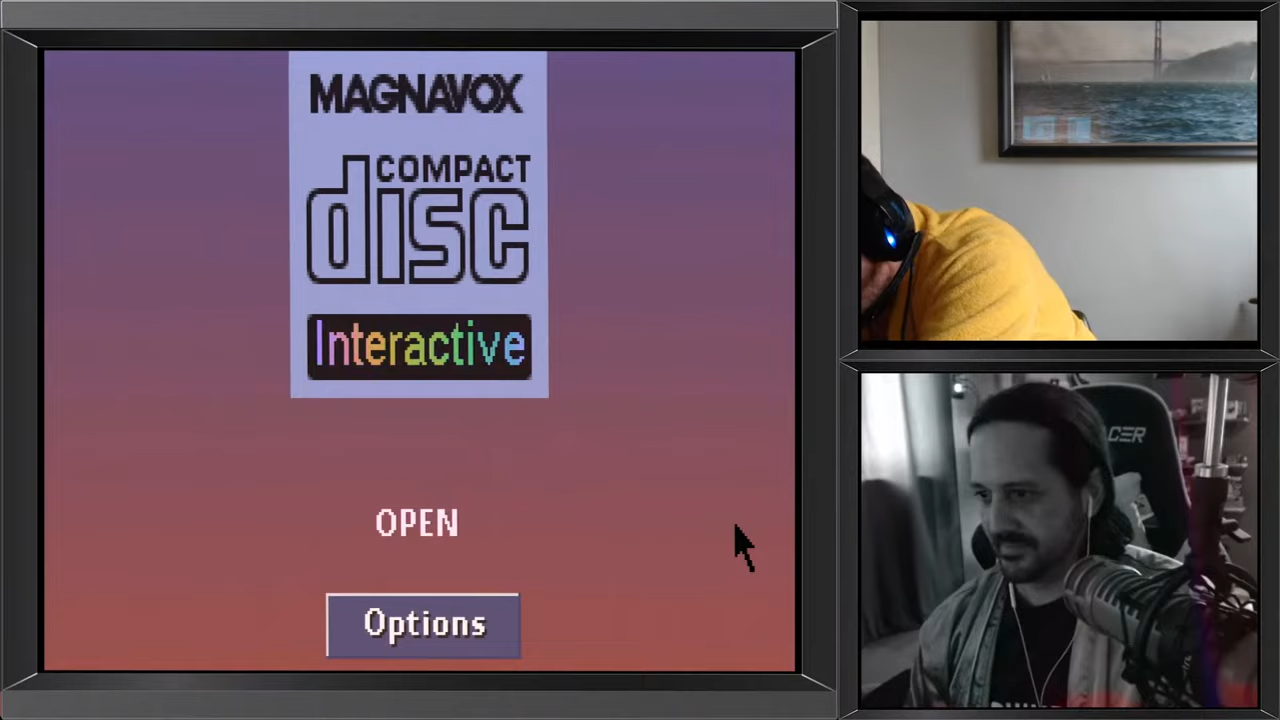 MAGNAVOX
COMPACT
disc
Interactive
OPEN
Options